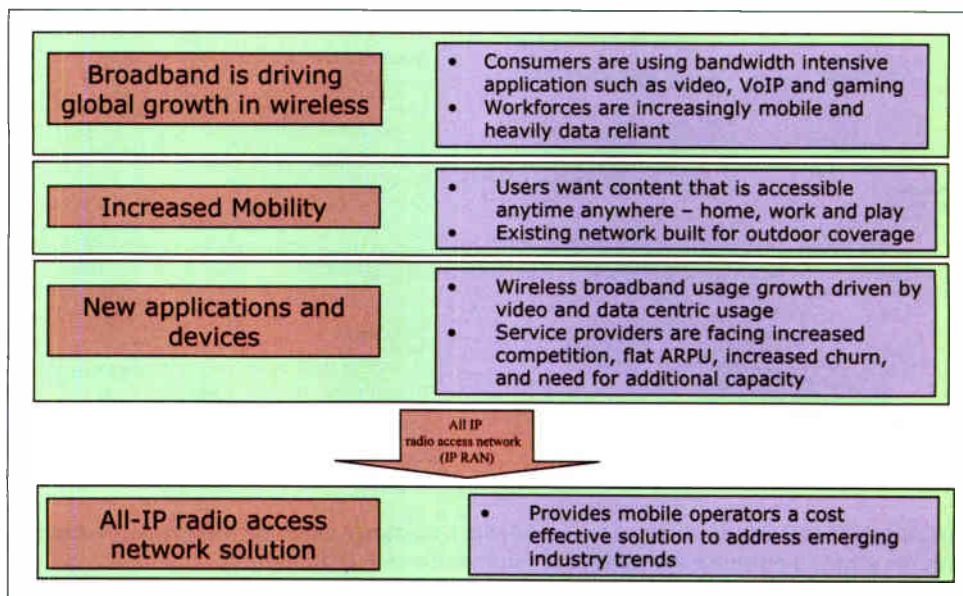 Broadband is driving
global growth in wireless
• Consumers are using bandwidth intensive
application such as video, VoIP and gaming
• Workforces are increasingly mobile and
heavily data reliant
Increased Mobility
• Users want content that is accessible
anytime anywhere – home, work and play
• Existing network built for outdoor coverage
New applications and
devices
• Wireless broadband usage growth driven by
video and data centric usage
• Service providers are facing increased
competition, flat ARPU, increased churn,
and need for additional capacity
All IP
radio access network
(IP RAN)
All-IP radio access
network solution
• Provides mobile operators a cost
effective solution to address emerging
industry trends